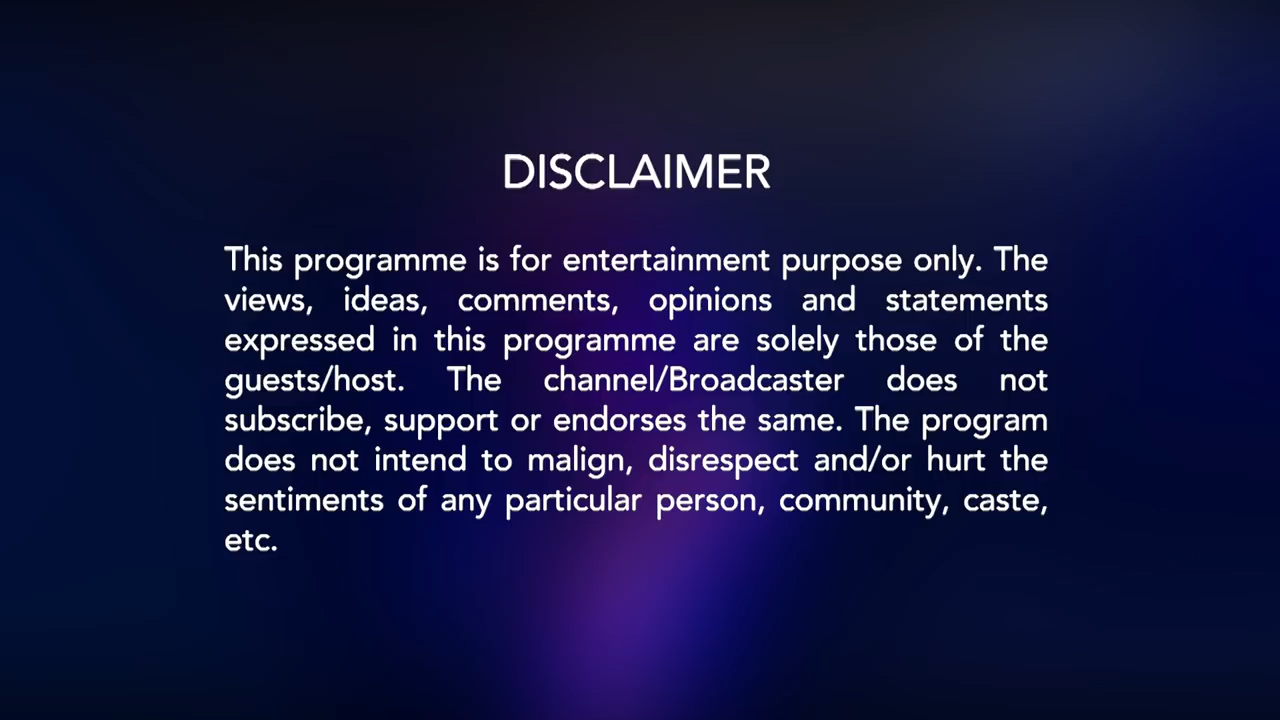 DISCLAIMER
This programme is for entertainment purpose only. The
views, ideas, comments, opinions and statements
expressed in this programme are solely those of the
guests/host. The channel/Broadcaster does not
subscribe, support or endorses the same. The program
does not intend to malign, disrespect and/or hurt the
sentiments of any particular person, community, caste,
etc.